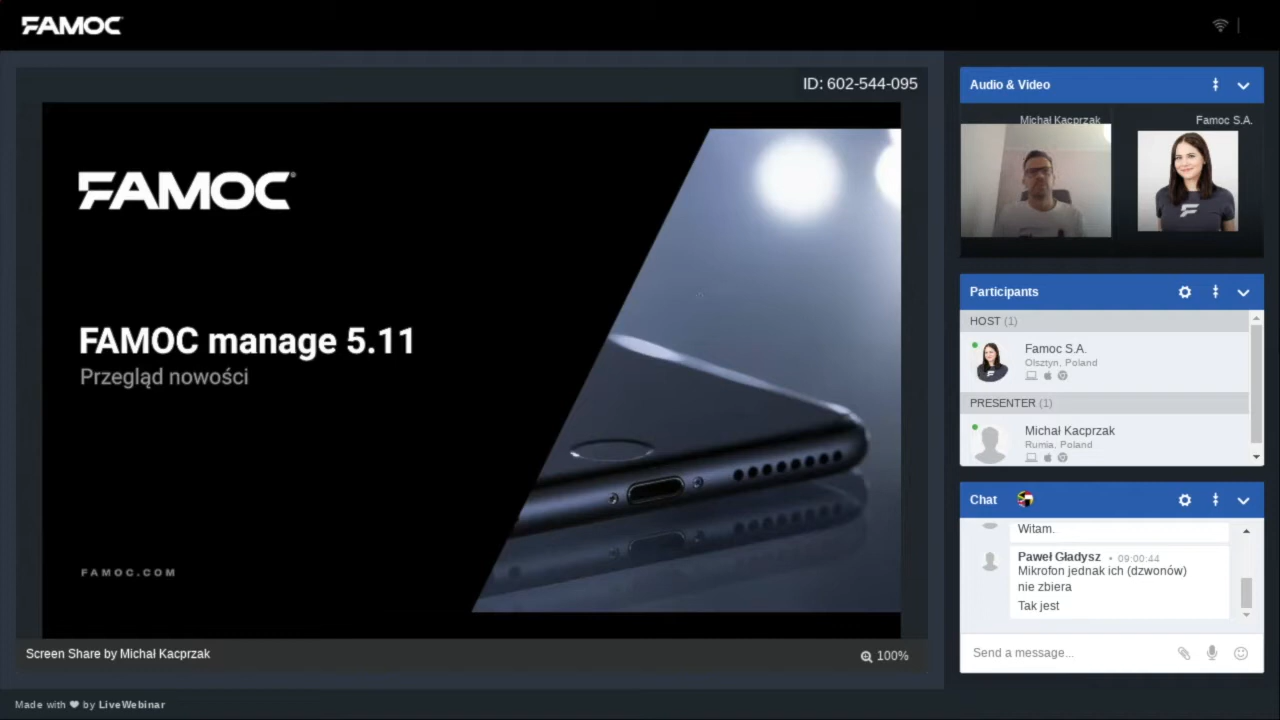 FAMOC
ID: 602-544-095
FAMOC
FAMOC manage 5.11
Przegląd nowości
FAMOC.COM
Screen Share by Michał Kacprzak
100%
Made with ❤ by LiveWebinar
Audio & Video
Michał Kacprzak
Famoc S.A.
Participants
HOST (1)
Famoc S.A.
Olsztyn, Poland
PRESENTER (1)
Michał Kacprzak
Rumia, Poland
Chat
Witam.
Paweł Gładysz • 09:00:44
Mikrofon jednak ich (dzwonów)
nie zbiera
Tak jest
Send a message...